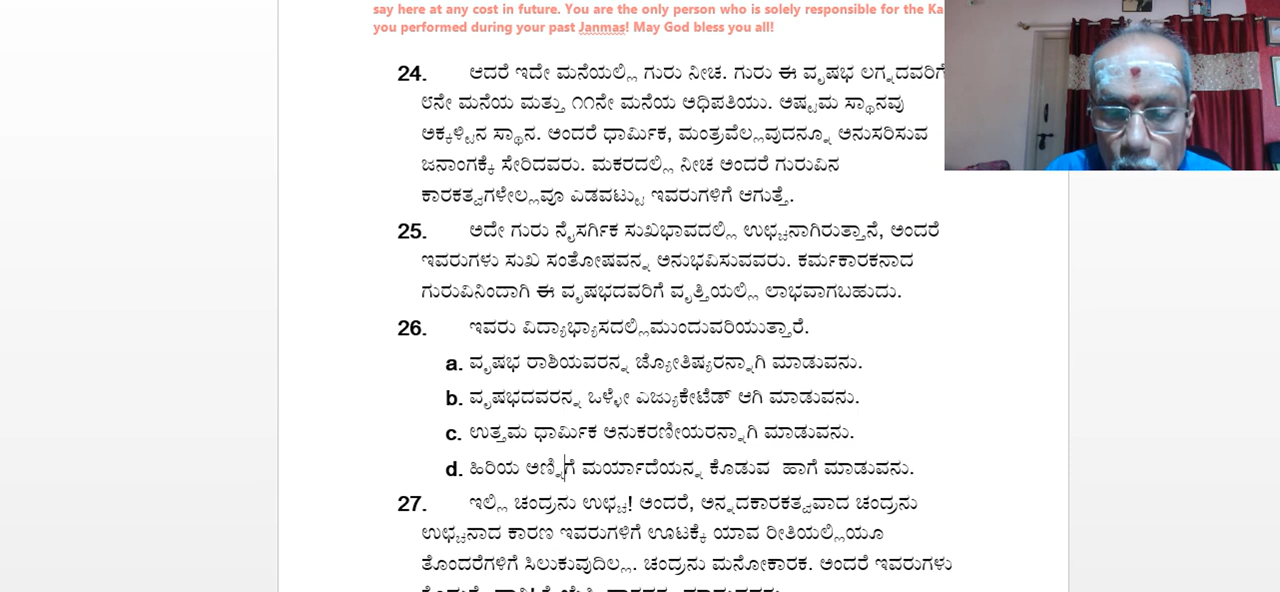 say here at any cost in future. You are the only person who is solely responsible for the Ka
you performed during your past Janmas! May God bless you all!
24. ಆದರೆ ಇದೇ ಮನೆಯಲ್ಲಿ ಗುರು ನೀಚ. ಗುರು ಈ ವೃಷಭ ಲಗ್ನದವರಿಗೆ
೮ನೇ ಮನೆಯ ಮತ್ತು ೧೧ನೇ ಮನೆಯ ಅಧಿಪತಿಯು. ಅಷ್ಟಮ ಸ್ಥಾನವು
ಅಕ್ಕಳ್ಟಿನ ಸ್ಥಾನ. ಅಂದರೆ ಧಾರ್ಮಿಕ, ಮಂತ್ರವೆಲ್ಲವುದನ್ನೂ ಅನುಸರಿಸುವ
ಜನಾಂಗಕ್ಕೆ ಸೇರಿದವರು. ಮಕರದಲ್ಲಿ ನೀಚ ಅಂದರೆ ಗುರುವಿನ
ಕಾರಕತ್ವಗಳೇಲ್ಲವೂ ಎಡವಟ್ಟು ಇವರುಗಳಿಗೆ ಆಗುತ್ತೆ.
25. ಅದೇ ಗುರು ನೈಸರ್ಗಿಕ ಸುಖಭಾವದಲ್ಲಿ ಉಛ್ಚನಾಗಿರುತ್ತಾನೆ, ಅಂದರೆ
ಇವರುಗಳು ಸುಖ ಸಂತೋಷವನ್ನ ಅನುಭವಿಸುವವರು. ಕರ್ಮಕಾರಕನಾದ
ಗುರುವಿನಿಂದಾಗಿ ಈ ವೃಷಭದವರಿಗೆ ವೃತ್ತಿಯಲ್ಲಿ ಲಾಭವಾಗಬಹುದು.
26. ಇವರು ವಿದ್ಯಾಭ್ಯಾಸದಲ್ಲಿಮುಂದುವರಿಯುತ್ತಾರೆ.
a. ವೃಷಭ ರಾಶಿಯವರನ್ನ ಜ್ಯೋತಿಷ್ಯರನ್ನಾಗಿ ಮಾಡುವನು.
b. ವೃಷಭದವರನ್ನ ಒಳ್ಳೇ ಎಜ್ಯುಕೇಟೆಡ್ ಆಗಿ ಮಾಡುವನು.
c. ಉತ್ತಮ ಧಾರ್ಮಿಕ ಅನುಕರಣೀಯರನ್ನಾಗಿ ಮಾಡುವನು.
d. ಹಿರಿಯ ಅಣ್ನಿಗೆ ಮರ್ಯಾದೆಯನ್ನ ಕೊಡುವ ಹಾಗೆ ಮಾಡುವನು.
27. ಇಲ್ಲಿ ಚಂದ್ರನು ಉಛ್ಚ! ಅಂದರೆ, ಅನ್ನದಕಾರಕತ್ವವಾದ ಚಂದ್ರನು
ಉಛ್ಚನಾದ ಕಾರಣ ಇವರುಗಳಿಗೆ ಊಟಕ್ಕೆ ಯಾವ ರೀತಿಯಲ್ಲಿಯೂ
ತೊಂದರೆಗಳಿಗೆ ಸಿಲುಕುವುದಿಲ್ಲ. ಚಂದ್ರನು ಮನೋಕಾರಕ. ಅಂದರೆ ಇವರುಗಳು